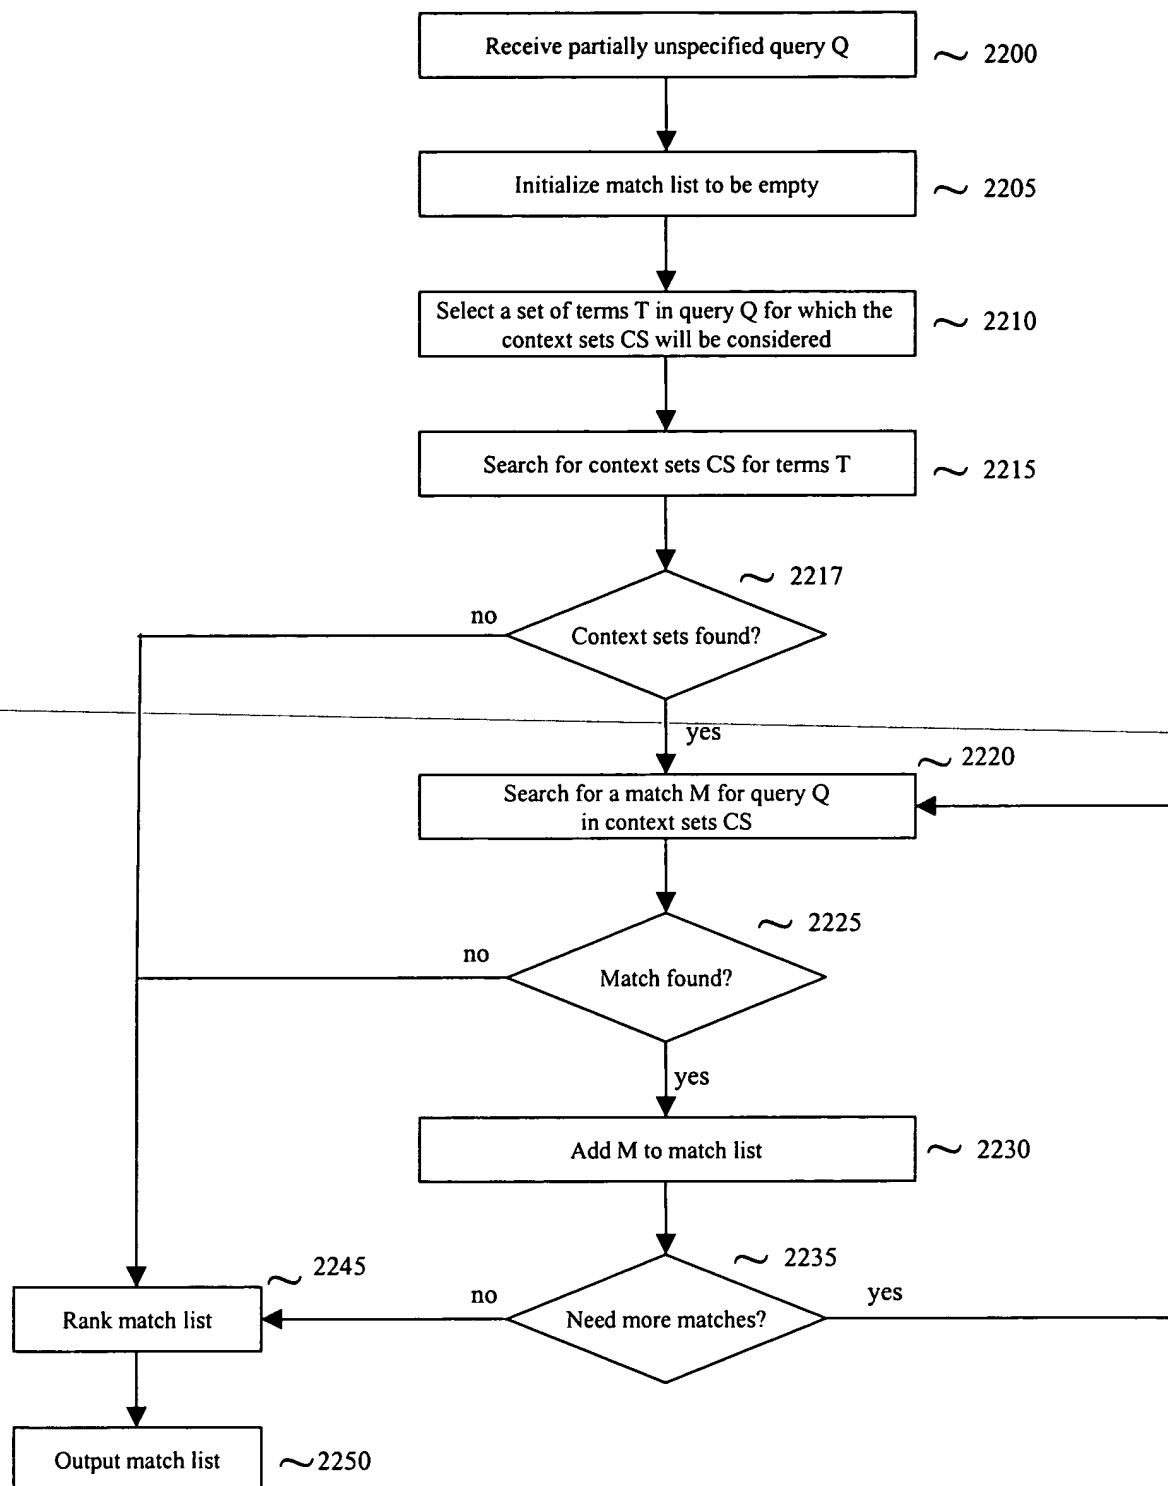 Receive partially unspecified query Q
2200
Initialize match list to be empty
2205
Select a set of terms T in query Q for which the
context sets CS will be considered
2210
Search for context sets CS for terms T
2215
2217
no
Context sets found?
yes
2220
Search for a match M for query Q
in context sets CS
2225
no
Match found?
yes
Add M to match list
2230
2235
2245
no
yes
Rank match list
Need more matches?
Output match list
2250